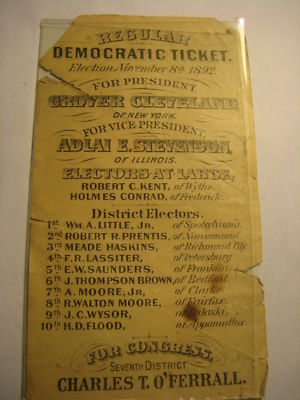 REGULAR
DEMOCRATIC TICKET.
Election November 8th 1892.
FOR PRESIDENT,
GROVER CLEVELAND
OF NEW YORK.
FOR VICE PRESIDENT,
ADLAI E. STEVENSON,
OF ILLINOIS.
ELECTORS AT LARGE,
ROBERT C. KENT, of Wythe.
HOLMES CONRAD, of Frederick.
District Electors.
1st WM. A. LITTLE, JR., of Spotsylvania.
2nd ROBERT R. PRENTIS, of Nansemond.
3rd MEADE HASKINS, of Richmond City.
4th F. R. LASSITER, of Petersburg
5th E. W. SAUNDERS, of Franklin.
6th J. THOMPSON BROWN, of Bedford
7th A. MOORE, JR., of Clarke.
8th R. WALTON MOORE, of Fairfax.
9th J. C. WYSOR, of Pulaski.
10th H. D. FLOOD, of Appomattox.
FOR CONGRESS,
SEVENTH DISTRICT
CHARLES T. O'FERRALL.